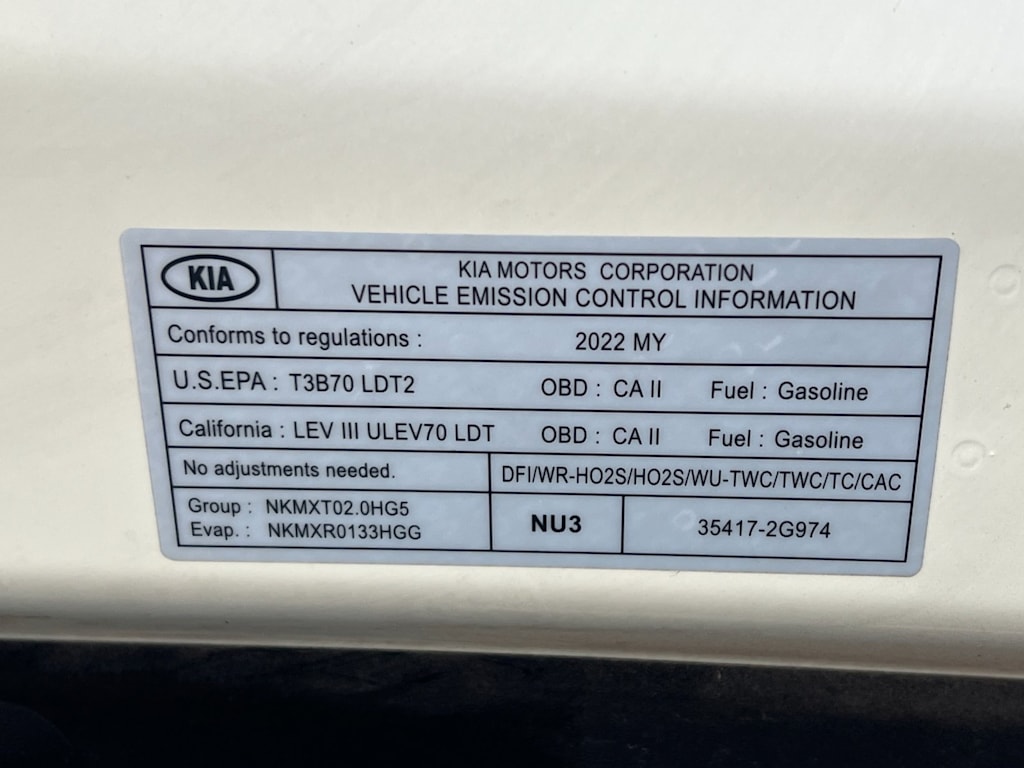 KIA
KIA MOTORS CORPORATION
VEHICLE EMISSION CONTROL INFORMATION
Conforms to regulations : 2022 MY
U.S.EPA : T3B70 LDT2 OBD : CA II Fuel : Gasoline
California : LEV III ULEV70 LDT OBD : CA II Fuel : Gasoline
No adjustments needed. DFI/WR-HO2S/HO2S/WU-TWC/TWC/TC/CAC
Group : NKMXT02.0HG5
Evap. : NKMXR0133HGG
NU3
35417-2G974